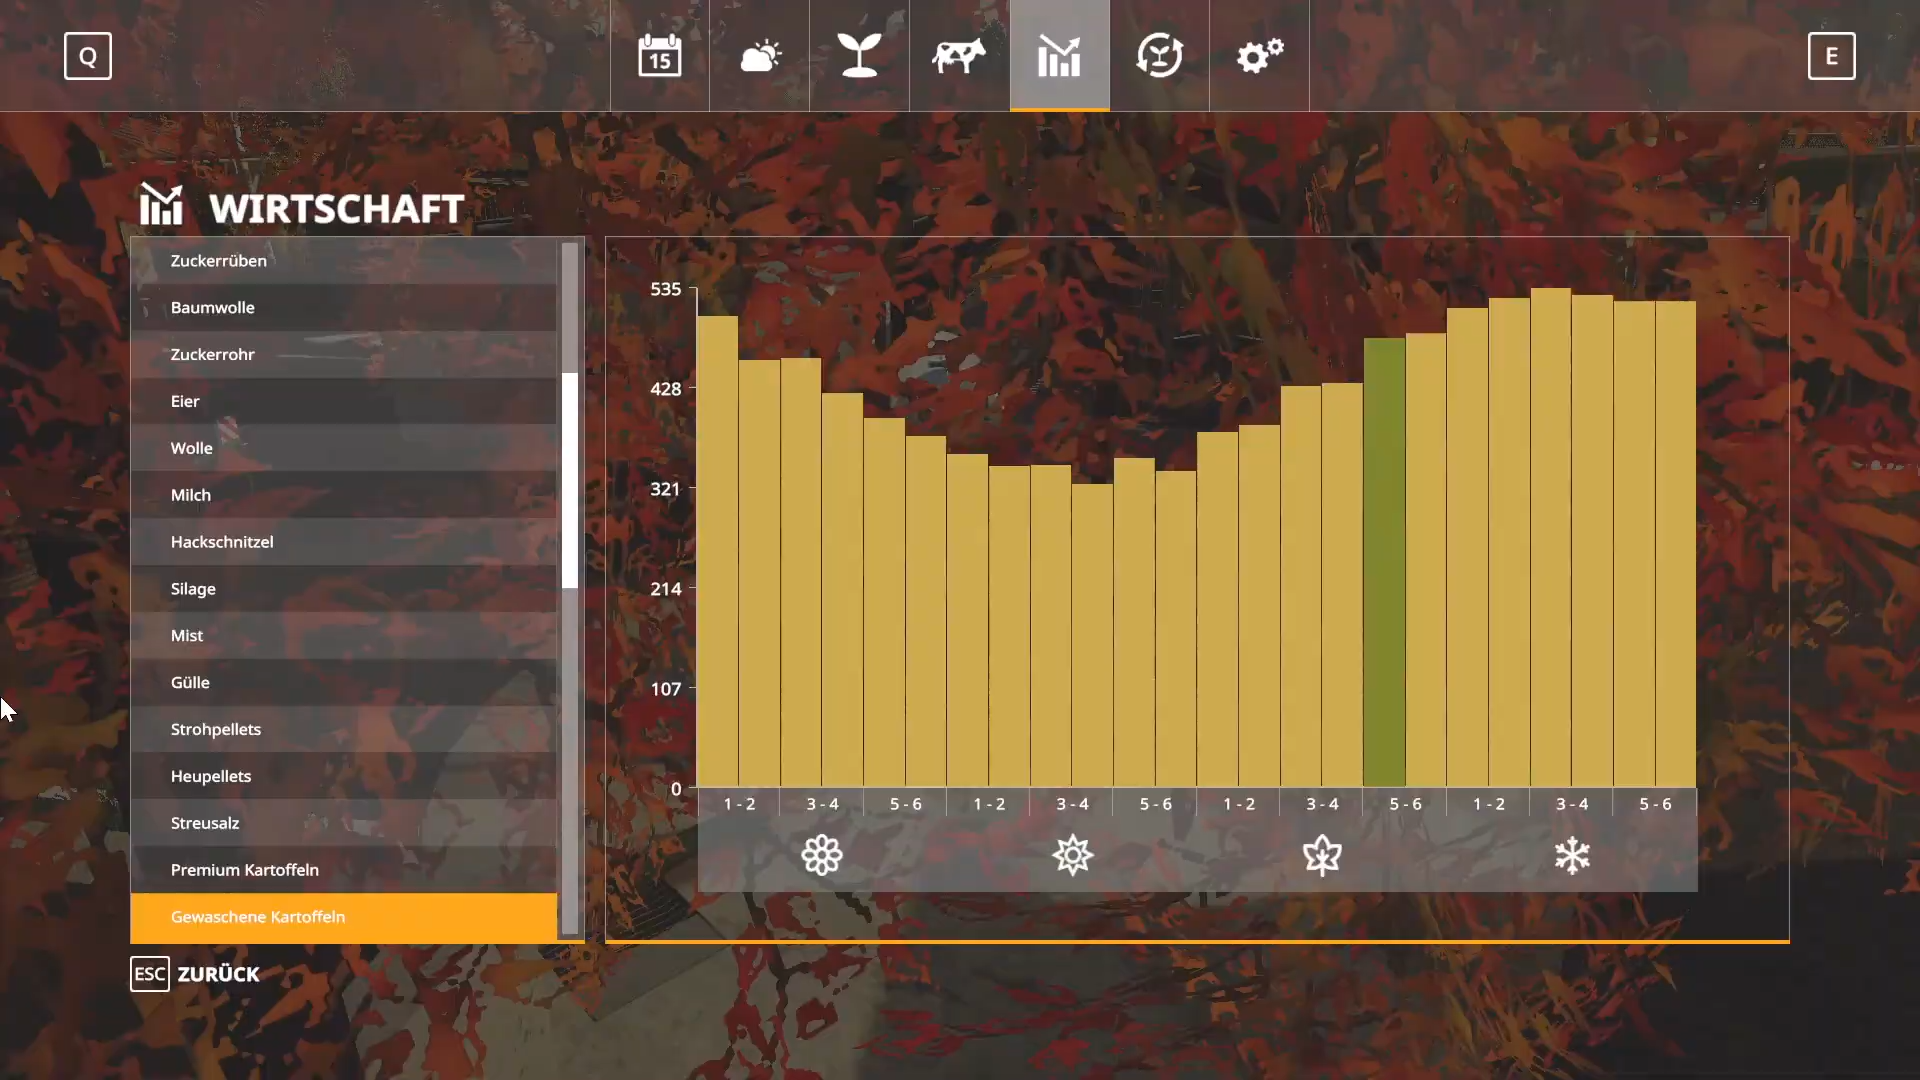 Q
15
E
WIRTSCHAFT
Zuckerrüben
Baumwolle
Zuckerrohr
Eier
Wolle
Milch
Hackschnitzel
Silage
Mist
Gülle
Strohpellets
Heupellets
Streusalz
Premium Kartoffeln
Gewaschene Kartoffeln
535
428
321
214
107
0
1 - 2 3 - 4 5 - 6 1 - 2 3 - 4 5 - 6 1 - 2 3 - 4 5 - 6 1 - 2 3 - 4 5 - 6
ESC ZURÜCK